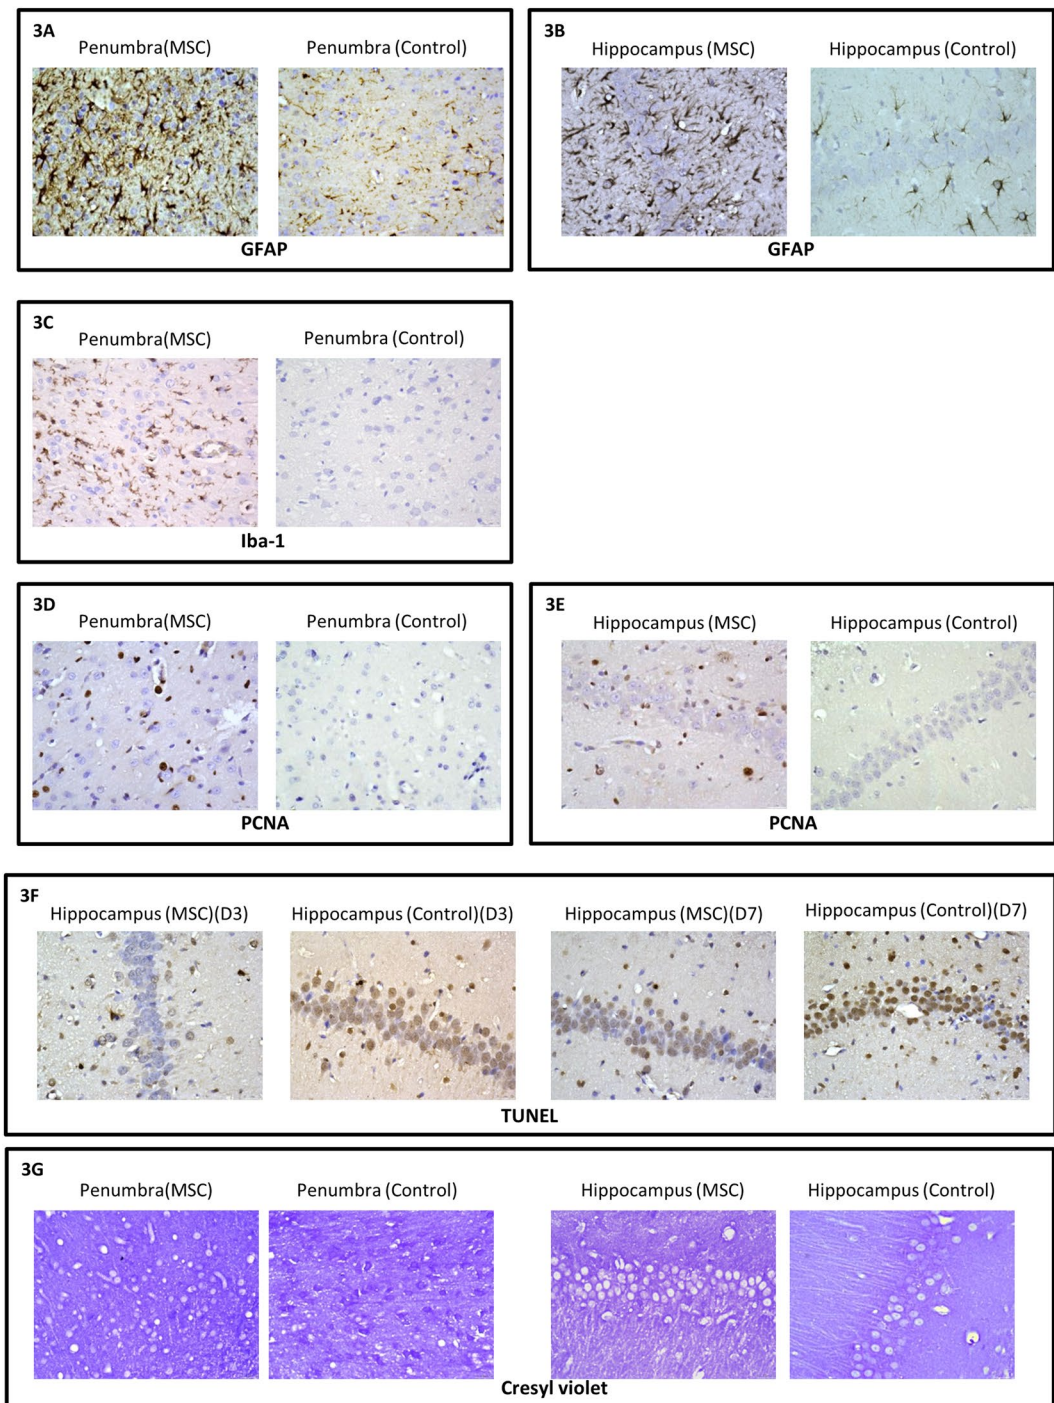 3A
Penumbra(MSC) Penumbra (Control)
GFAP
3B
Hippocampus (MSC) Hippocampus (Control)
GFAP
3C
Penumbra(MSC) Penumbra (Control)
Iba-1
3D
Penumbra(MSC) Penumbra (Control)
PCNA
3E
Hippocampus (MSC) Hippocampus (Control)
PCNA
3F
Hippocampus (MSC)(D3) Hippocampus (Control)(D3) Hippocampus (MSC)(D7) Hippocampus (Control)(D7)
TUNEL
3G
Penumbra(MSC) Penumbra (Control) Hippocampus (MSC) Hippocampus (Control)
Cresyl violet